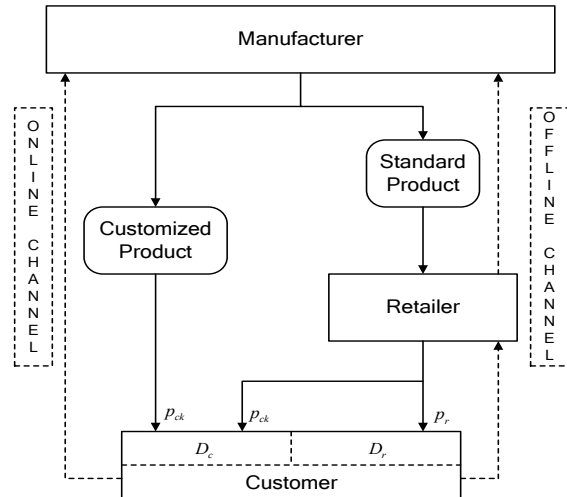 Manufacturer
ONLINE CHANNEL
OFFLINE CHANNEL
Standard
Product
Customized
Product
Retailer
p_ck
p_ck
p_r
D_c
D_r
Customer